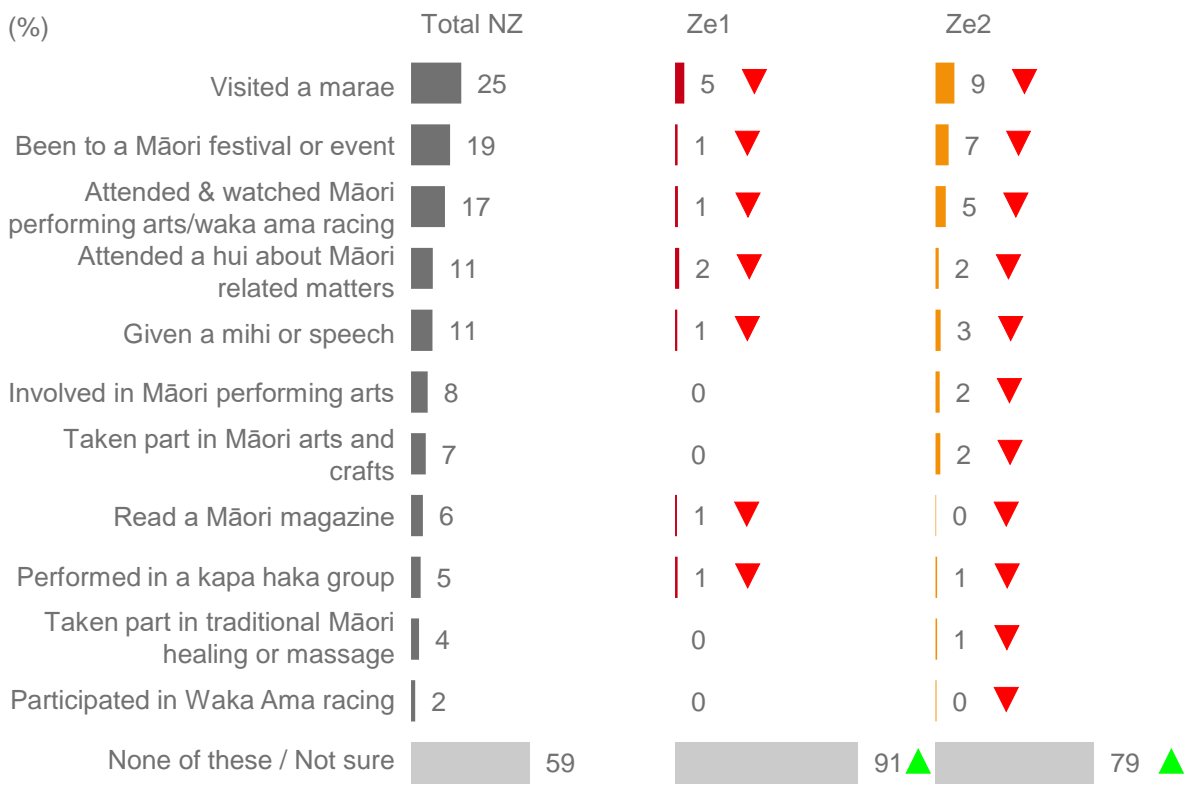 (%) Total NZ Ze1 Ze2
Visited a marae 25 5 9
Been to a Māori festival or event 19 1 7
Attended & watched Māori
performing arts/waka ama racing 17 1 5
Attended a hui about Māori
related matters 11 2 2
Given a mihi or speech 11 1 3
Involved in Māori performing arts 8 0 2
Taken part in Māori arts and
crafts 7 0 2
Read a Māori magazine 6 1 0
Performed in a kapa haka group 5 1 1
Taken part in traditional Māori
healing or massage 4 0 1
Participated in Waka Ama racing 2 0 0
None of these / Not sure 59 91 79